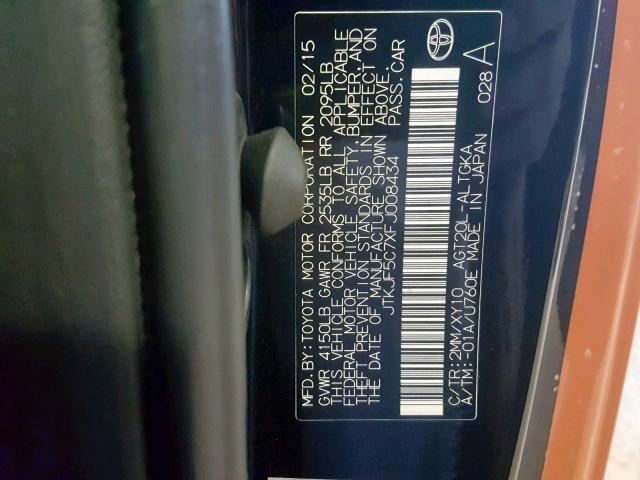 MFD.BY:TOYOTA MOTOR CORPORATION 02/15
GVWR 4150LB GAWR FR 2535LB RR 2095LB
THIS VEHICLE CONFORMS TO ALL APPLICABLE
FEDERAL MOTOR VEHICLE SAFETY, BUMPER, AND
THEFT PREVENTION STANDARDS IN EFFECT ON
THE DATE OF MANUFACTURE SHOWN ABOVE.
JTKJF5C7XFJ008434 PASS.CAR
C/TR:2MM/XY10 AGT20L-ALTGKA
A/TM:-01A/U760E MADE IN JAPAN
028 A